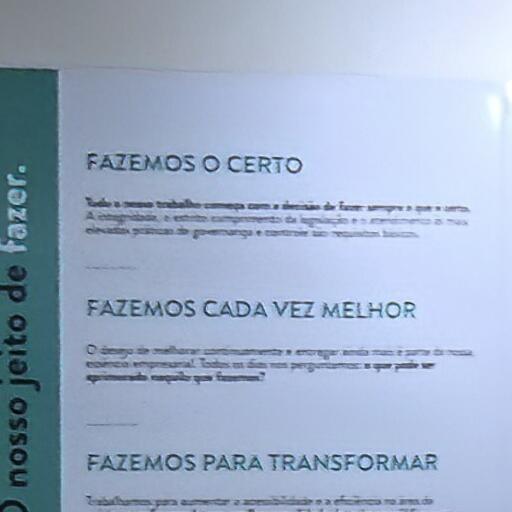 O nosso jeito de fazer.
FAZEMOS O CERTO
Tudo o nosso trabalho começa com a decisão de fazer sempre o que é certo.
A integridade, o estrito cumprimento da legislação e o atendimento às mais
elevadas práticas de governança e controle são requisitos básicos.
FAZEMOS CADA VEZ MELHOR
O desejo de melhorar continuamente e entregar ainda mais é parte da nossa
essência empresarial. Todos os dias nos perguntamos: o que pode ser
aprimorado naquilo que fazemos?
FAZEMOS PARA TRANSFORMAR
Trabalhamos para aumentar a acessibilidade e a eficiência na área da